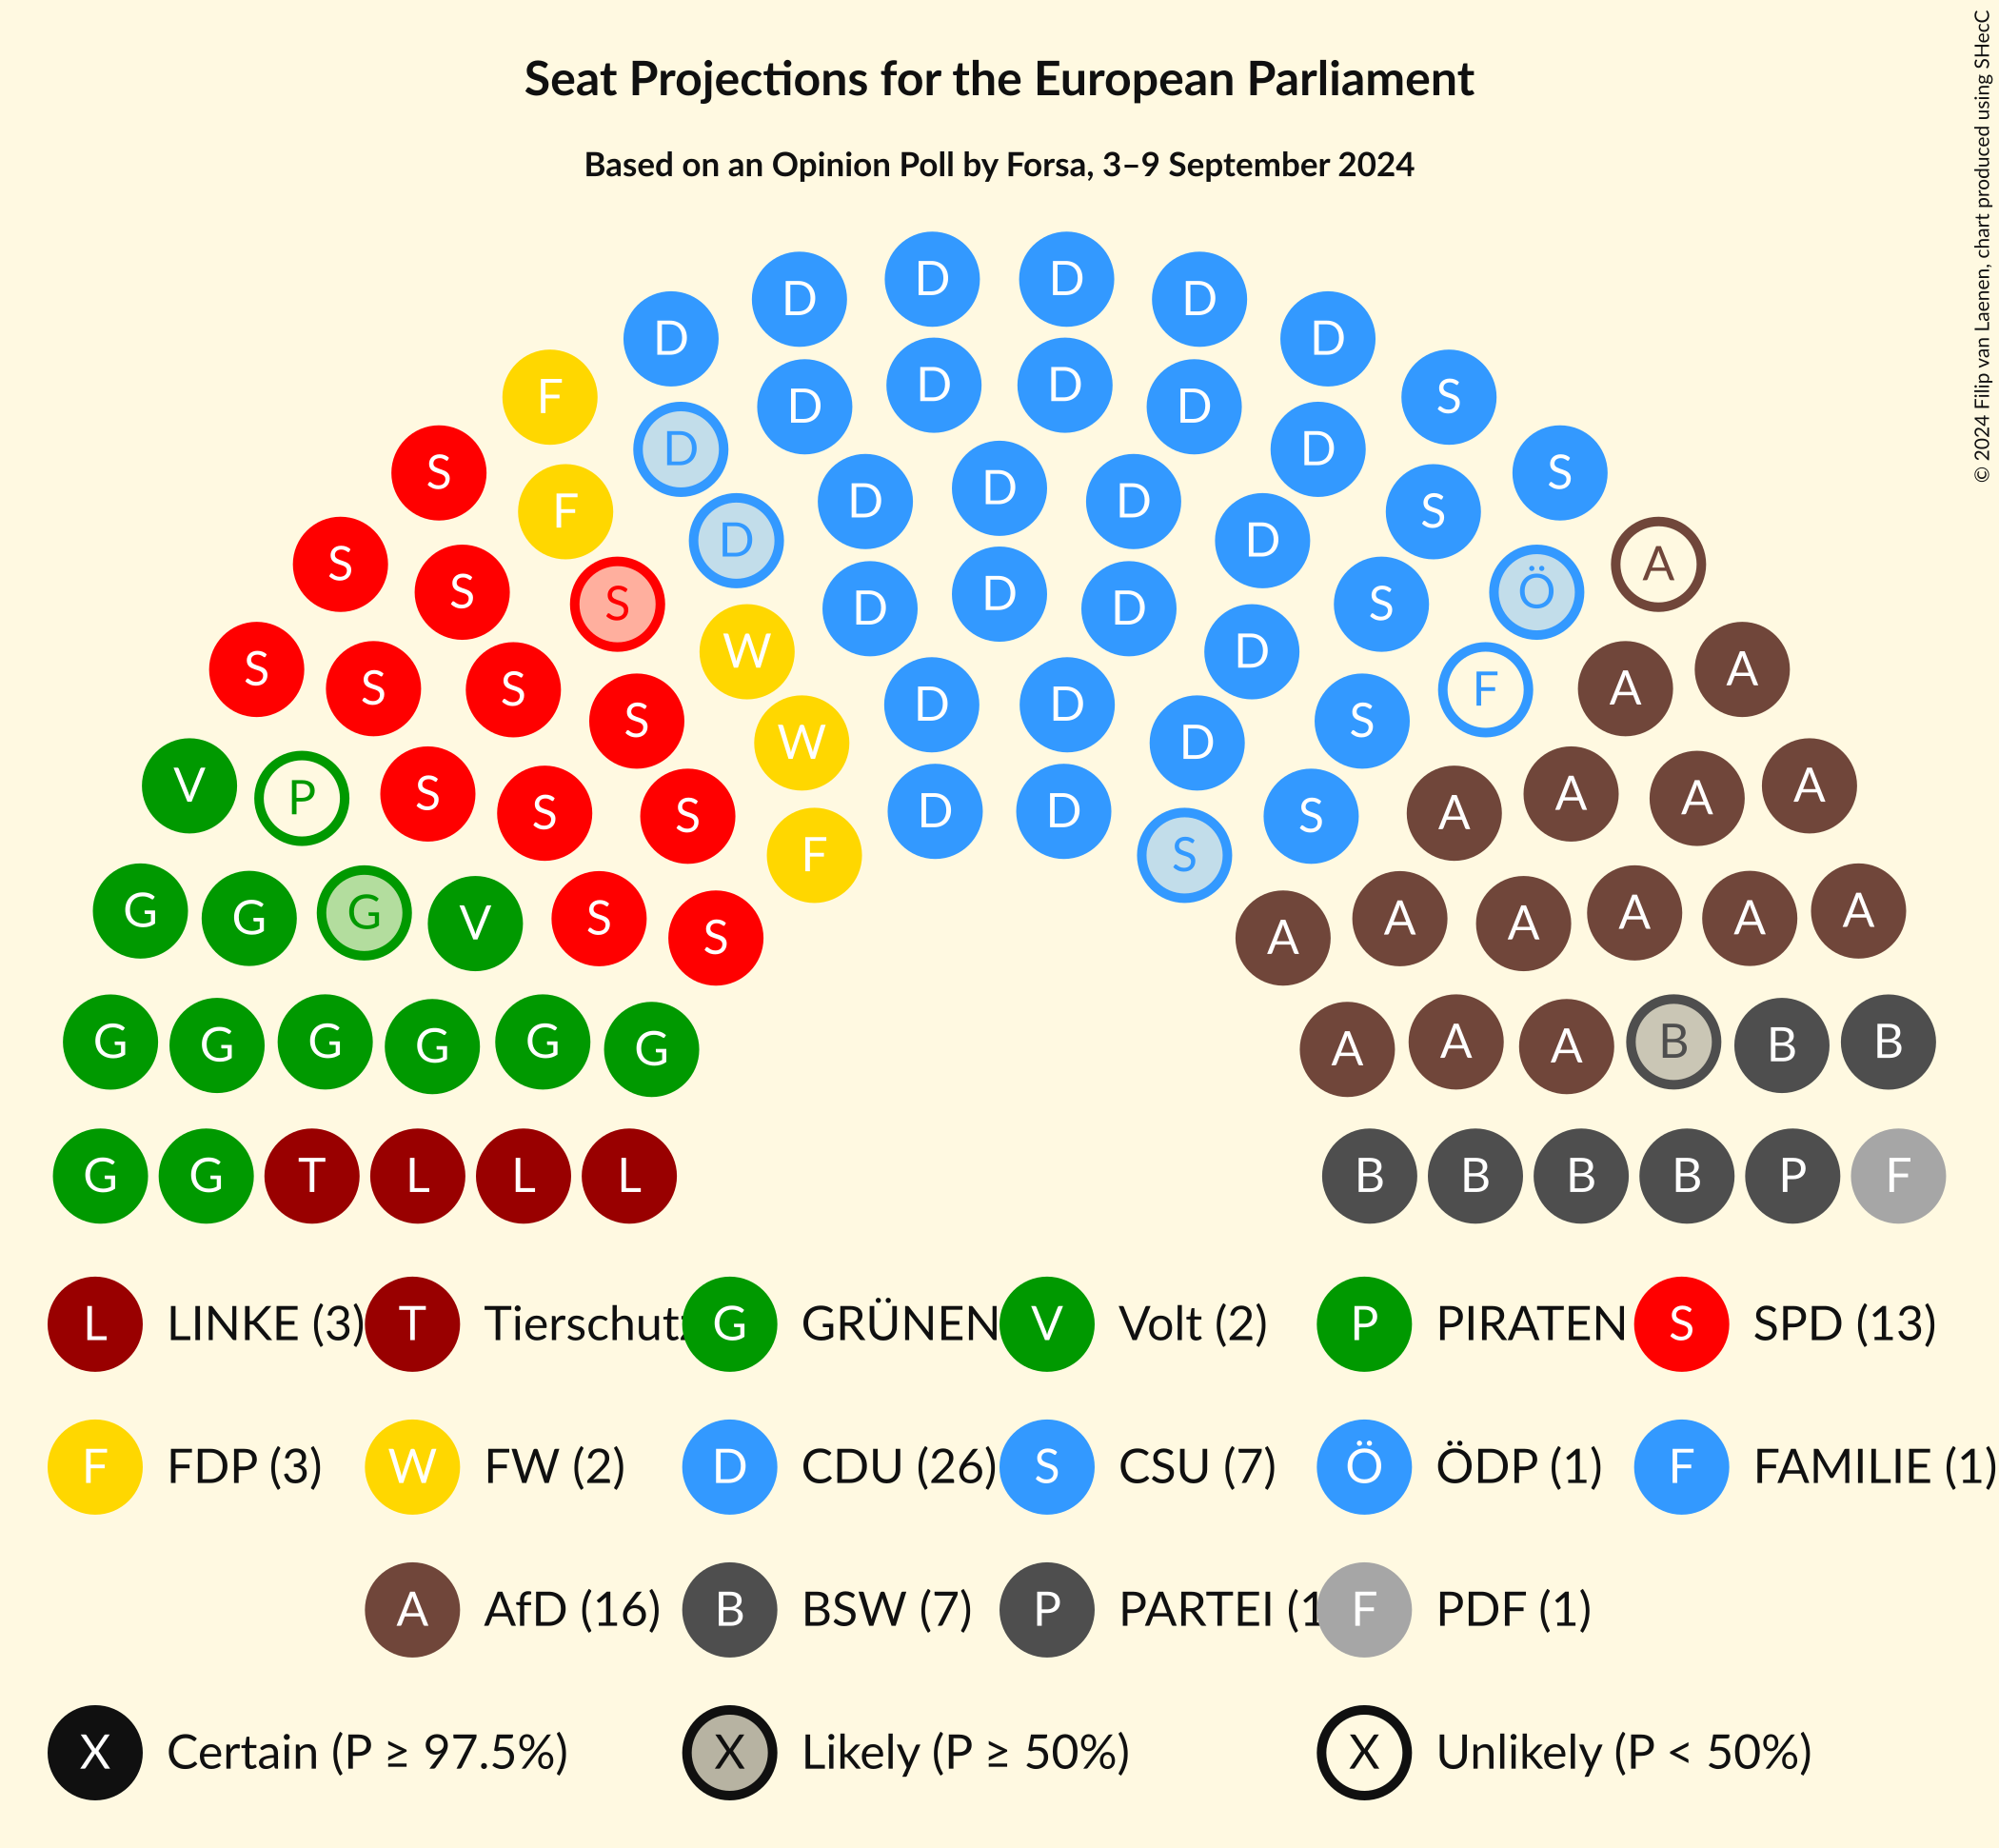 Seat Projections for the European Parliament
Based on an Opinion Poll by Forsa, 3–9 September 2024
© 2024 Filip van Laenen, chart produced using SHecC
D D D D
D D
F S
D D D D
D D
S S
D D D
F S
D D
S A
D D D
S Ö
S S
W D
S A
S S F A
S S
D D
W D
V P A A
S S A A
S S
D D
F S
G G G V A A A A
S S A A
G G G G G G A A A B B B
G G T L L L B B B B P F
L LINKE (3) T Tierschutz G GRÜNEN V Volt (2) P PIRATEN S SPD (13)
F FDP (3) W FW (2) D CDU (26) S CSU (7) Ö ÖDP (1) F FAMILIE (1)
A AfD (16) B BSW (7) P PARTEI (1 F PDF (1)
X Certain (P ≥ 97.5%) X Likely (P ≥ 50%) X Unlikely (P < 50%)